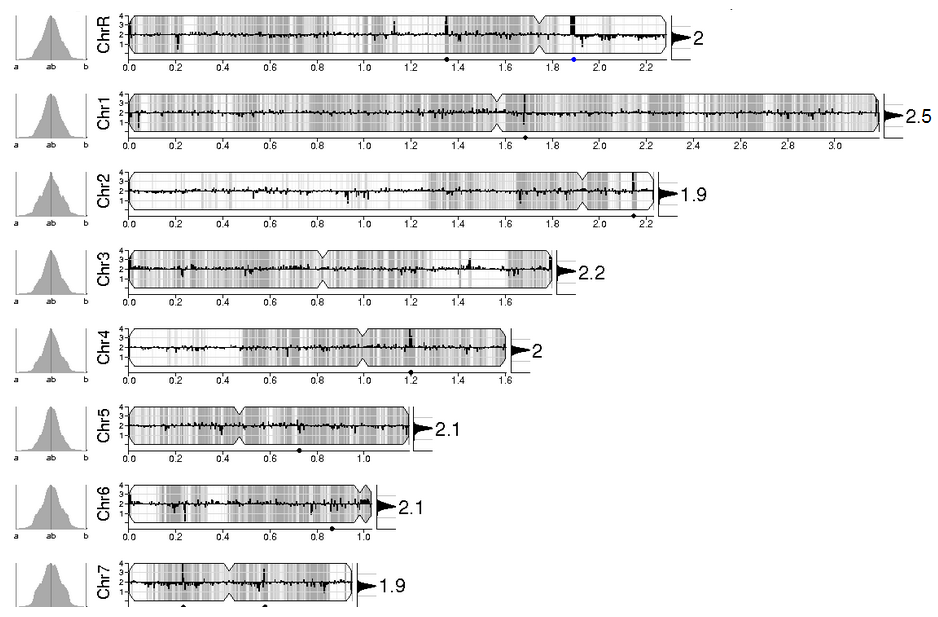 ChrR 4 3 2 1 2
a ab b 0.0 0.2 0.4 0.6 0.8 1.0 1.2 1.4 1.6 1.8 2.0 2.2
Chr1 4 3 2 1 2.5
a ab b 0.0 0.2 0.4 0.6 0.8 1.0 1.2 1.4 1.6 1.8 2.0 2.2 2.4 2.6 2.8 3.0
Chr2 4 3 2 1 1.9
a ab b 0.0 0.2 0.4 0.6 0.8 1.0 1.2 1.4 1.6 1.8 2.0 2.2
Chr3 4 3 2 1 2.2
a ab b 0.0 0.2 0.4 0.6 0.8 1.0 1.2 1.4 1.6
Chr4 4 3 2 1 2
a ab b 0.0 0.2 0.4 0.6 0.8 1.0 1.2 1.4 1.6
Chr5 4 3 2 1 2.1
a ab b 0.0 0.2 0.4 0.6 0.8 1.0
Chr6 4 3 2 1 2.1
a ab b 0.0 0.2 0.4 0.6 0.8 1.0
Chr7 4 3 2 1 1.9